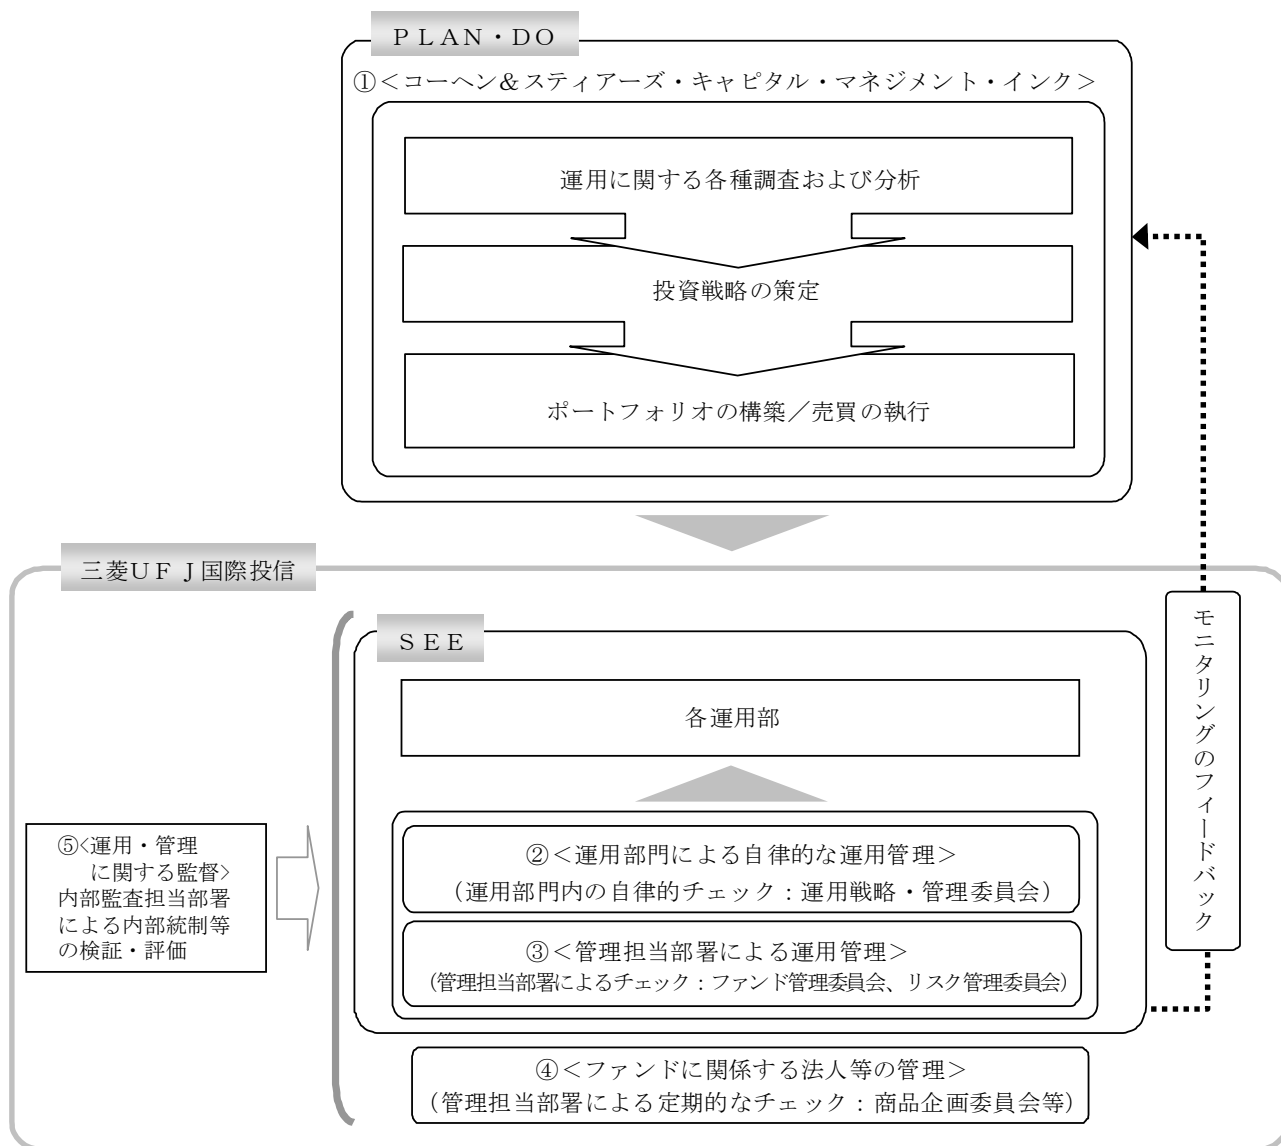 ＰＬＡＮ・ＤＯ
①＜コーヘン＆スティアーズ・キャピタル・マネジメント・インク＞
運用に関する各種調査および分析
投資戦略の策定
ポートフォリオの構築／売買の執行
三菱ＵＦＪ国際投信
ＳＥＥ
各運用部
②＜運用部門による自律的な運用管理＞
（運用部門内の自律的チェック：運用戦略・管理委員会）
③＜管理担当部署による運用管理＞
（管理担当部署によるチェック：ファンド管理委員会、リスク管理委員会）
④＜ファンドに関係する法人等の管理＞
（管理担当部署による定期的なチェック：商品企画委員会等）
⑤<運用・管理
に関する監督>
内部監査担当部署
による内部統制等
の検証・評価
モニタリングのフィードバック